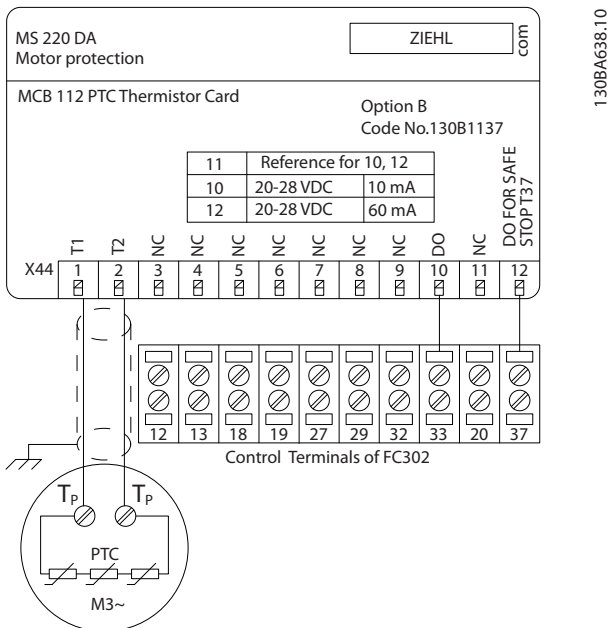 130BA638.10
MS 220 DA
Motor protection
ZIEHL
com
MCB 112 PTC Thermistor Card
Option B
Code No.130B1137
11 Reference for 10, 12
10 20-28 VDC 10 mA
12 20-28 VDC 60 mA
T1 T2 NC NC NC NC NC NC NC DO NC DO FOR SAFE
STOP T37
X44 1 2 3 4 5 6 7 8 9 10 11 12
12 13 18 19 27 29 32 33 20 37
Control Terminals of FC302
TP TP
PTC
M3~